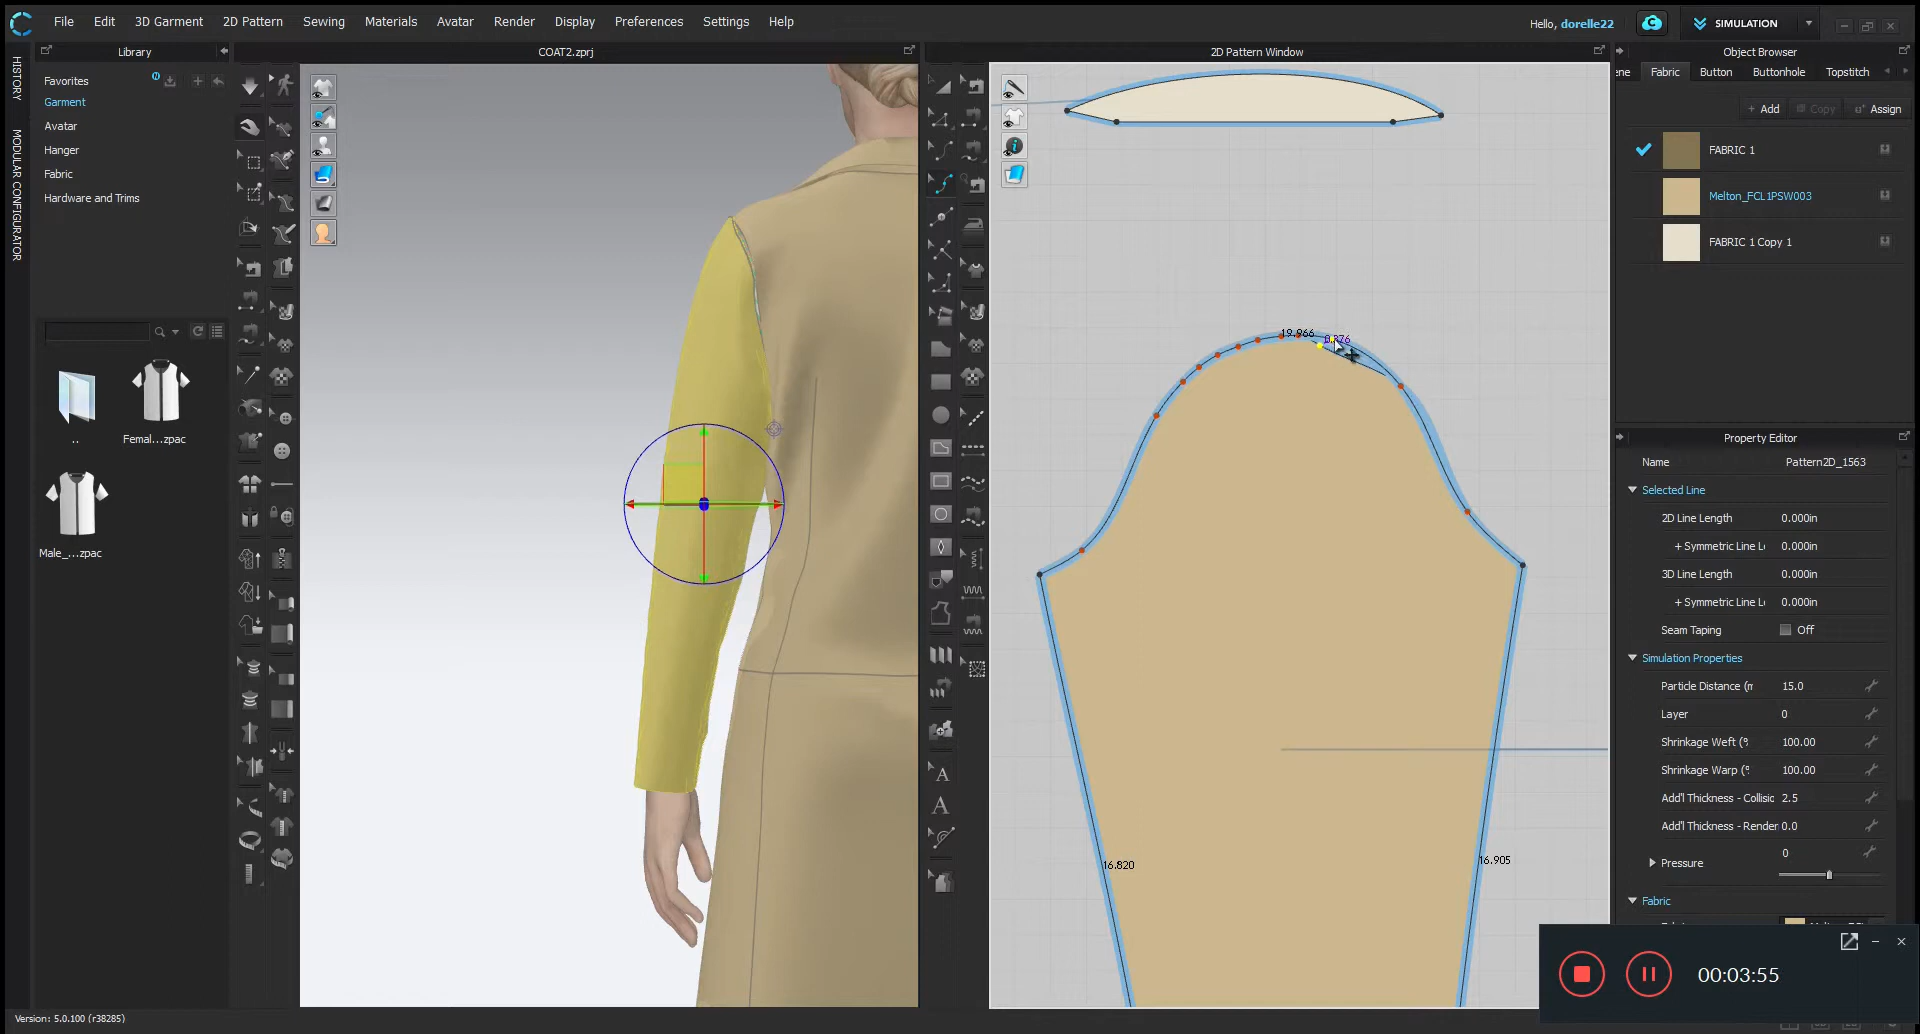 File Edit 3D Garment 2D Pattern Sewing Materials Avatar Render Display Preferences Settings Help
Hello, dorelle22
SIMULATION
Library
COAT2.zprj
2D Pattern Window
Object Browser
HISTORY
MODULAR CONFIGURATOR
Favorites
Garment
Avatar
Hanger
Fabric
Hardware and Trims
..
Femal...zpac
Male_...zpac
19.966
16.820
16.905
ene Fabric Button Buttonhole Topstitch
+ Add Copy Assign
FABRIC 1
Melton_FCL1PSW003
FABRIC 1 Copy 1
Property Editor
Name Pattern2D_1563
Selected Line
2D Line Length 0.000in
+ Symmetric Line L 0.000in
3D Line Length 0.000in
+ Symmetric Line L 0.000in
Seam Taping Off
Simulation Properties
Particle Distance (m 15.0
Layer 0
Shrinkage Weft (% 100.00
Shrinkage Warp (% 100.00
Add'l Thickness - Collisic 2.5
Add'l Thickness - Render 0.0
Pressure 0
Fabric
00:03:55
Version: 5.0.100 (r38285)